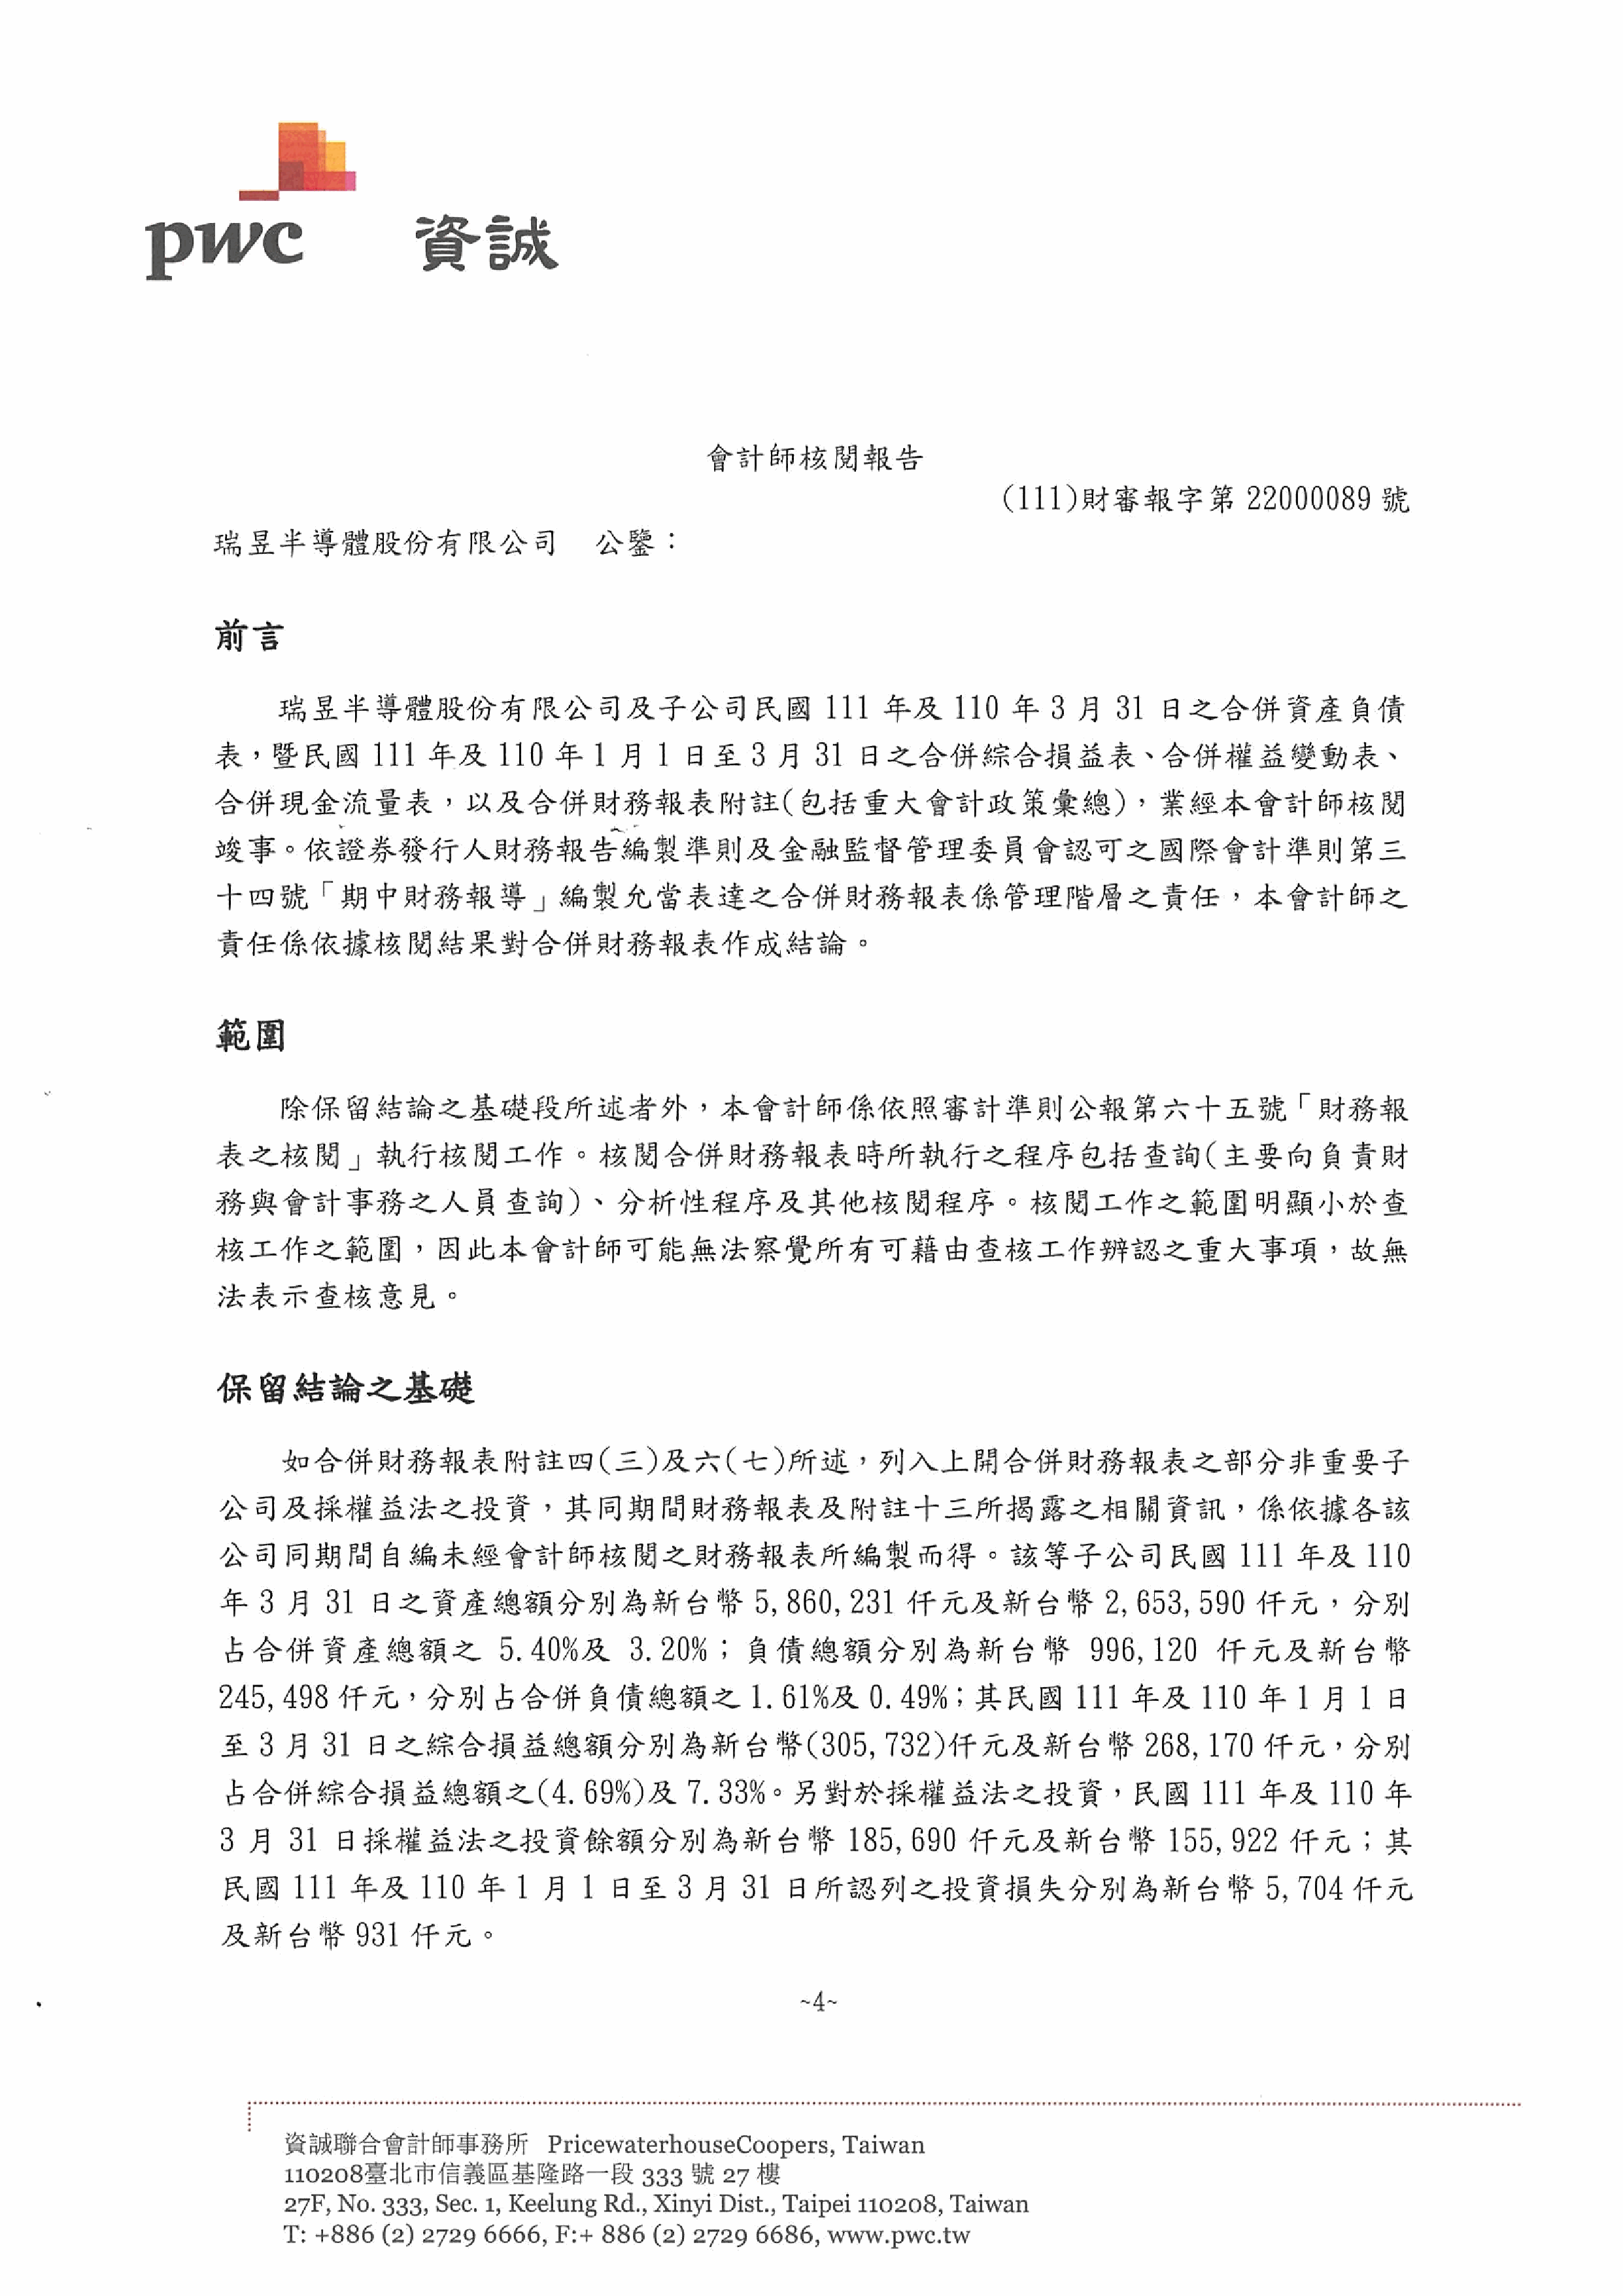 pwc 資誠
會計師核閱報告
(111)財審報字第 22000089 號
瑞昱半導體股份有限公司 公鑒：
前言
瑞昱半導體股份有限公司及子公司民國 111 年及 110 年 3 月 31 日之合併資產負債
表，暨民國 111 年及 110 年 1 月 1 日至 3 月 31 日之合併綜合損益表、合併權益變動表、
合併現金流量表，以及合併財務報表附註(包括重大會計政策彙總)，業經本會計師核閱
竣事。依證券發行人財務報告編製準則及金融監督管理委員會認可之國際會計準則第三
十四號「期中財務報導」編製允當表達之合併財務報表係管理階層之責任，本會計師之
責任係依據核閱結果對合併財務報表作成結論。
範圍
除保留結論之基礎段所述者外，本會計師係依照審計準則公報第六十五號「財務報
表之核閱」執行核閱工作。核閱合併財務報表時所執行之程序包括查詢(主要向負責財
務與會計事務之人員查詢)、分析性程序及其他核閱程序。核閱工作之範圍明顯小於查
核工作之範圍，因此本會計師可能無法察覺所有可藉由查核工作辨認之重大事項，故無
法表示查核意見。
保留結論之基礎
如合併財務報表附註四(三)及六(七)所述，列入上開合併財務報表之部分非重要子
公司及採權益法之投資，其同期間財務報表及附註十三所揭露之相關資訊，係依據各該
公司同期間自編未經會計師核閱之財務報表所編製而得。該等子公司民國 111 年及 110
年 3 月 31 日之資產總額分別為新台幣 5,860,231 仟元及新台幣 2,653,590 仟元，分別
占合併資產總額之 5.40%及 3.20%；負債總額分別為新台幣 996,120 仟元及新台幣
245,498 仟元，分別占合併負債總額之 1.61%及 0.49%；其民國 111 年及 110 年 1 月 1 日
至 3 月 31 日之綜合損益總額分別為新台幣(305,732)仟元及新台幣 268,170 仟元，分別
占合併綜合損益總額之(4.69%)及 7.33%。另對於採權益法之投資，民國 111 年及 110 年
3 月 31 日採權益法之投資餘額分別為新台幣 185,690 仟元及新台幣 155,922 仟元；其
民國 111 年及 110 年 1 月 1 日至 3 月 31 日所認列之投資損失分別為新台幣 5,704 仟元
及新台幣 931 仟元。
~4~
資誠聯合會計師事務所 PricewaterhouseCoopers, Taiwan
110208臺北市信義區基隆路一段 333 號 27 樓
27F, No. 333, Sec. 1, Keelung Rd., Xinyi Dist., Taipei 110208, Taiwan
T: +886 (2) 2729 6666, F:+ 886 (2) 2729 6686, www.pwc.tw